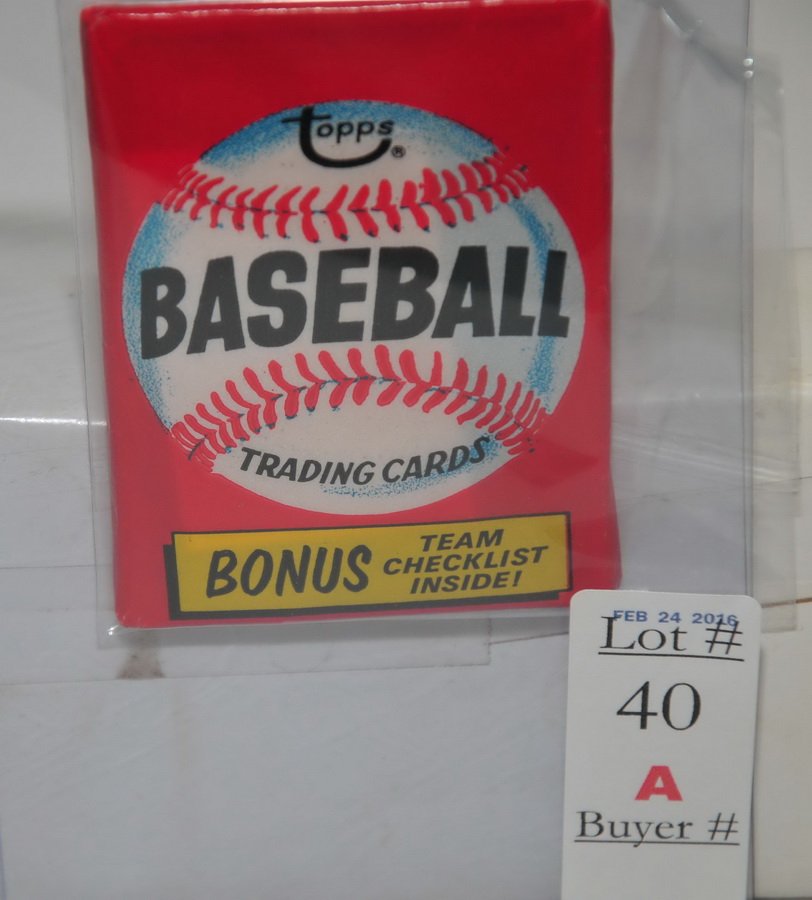 Topps®
BASEBALL
TRADING CARDS
BONUS
TEAM
CHECKLIST
INSIDE!
FEB 24 2016
Lot #
40
A
Buyer #